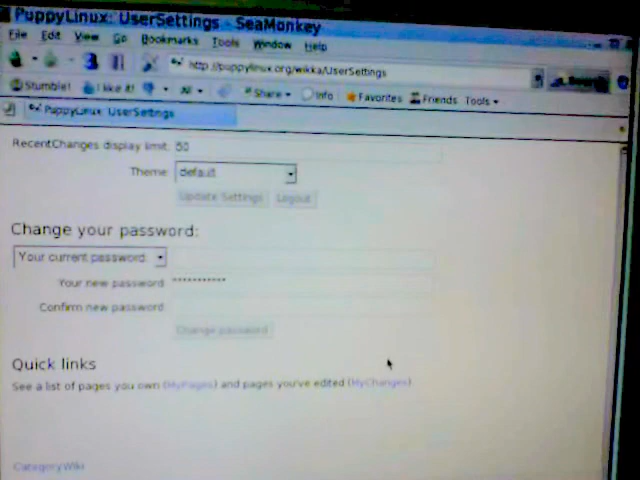 PuppyLinux: UserSettings - SeaMonkey
File Edit View Go Bookmarks Tools Window Help
http://puppylinux.org/wikka/UserSettings
Stumble! I like it! All Share Info Favorites Friends Tools
PuppyLinux: UserSettings
RecentChanges display limit: 50
Theme: default
Update Settings Logout
Change your password:
Your current password:
Your new password: ***********
Confirm new password:
Change password
Quick links
See a list of pages you own (MyPages) and pages you've edited (MyChanges).
CategoryWiki